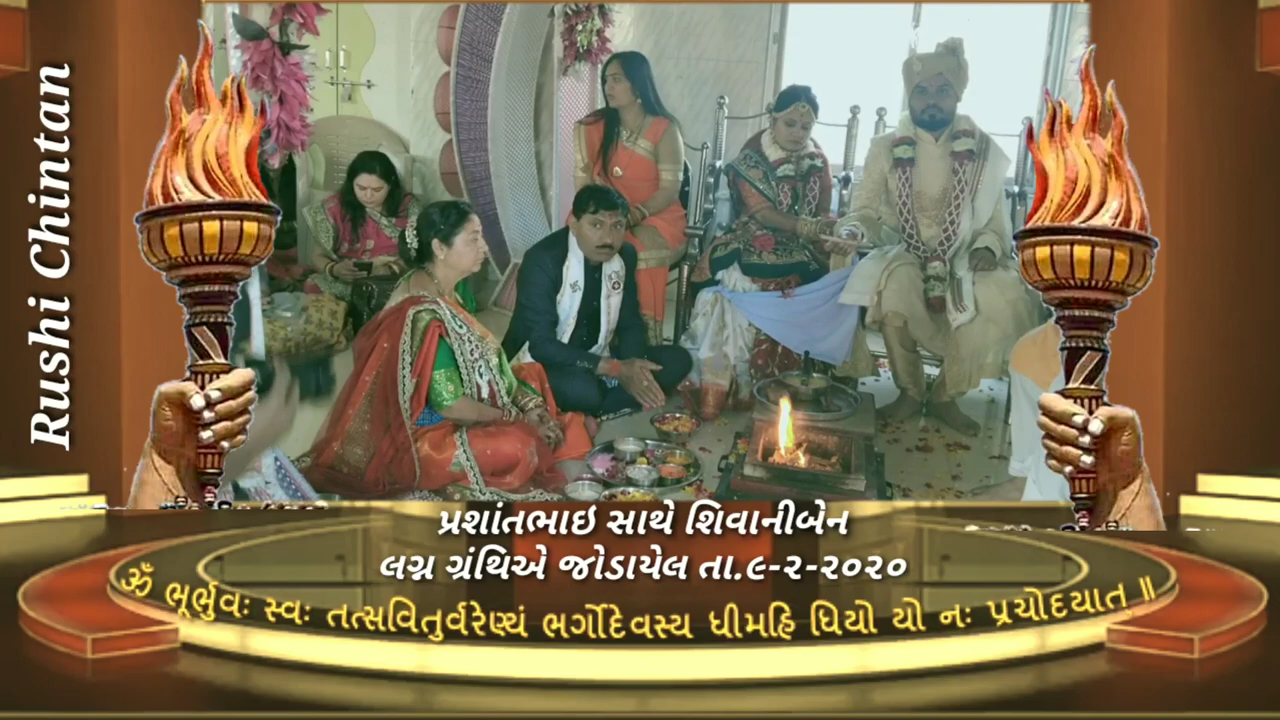 Rushi Chintan
પ્રશાંતભાઇ સાથે શિવાનીબેન
લગ્ન ગ્રંથિએ જોડાયેલ તા.૯-૨-૨૦૨૦
ૐ ભૂર્ભુવઃ સ્વઃ તત્સવિતુર્વરેણ્યં ભર્ગોદેવસ્ય ધીમહિ ધિયો યો નઃ પ્રચોદયાત્ ॥